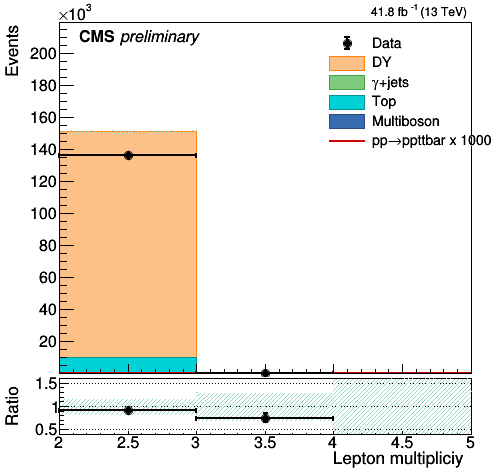 ×10³
41.8 fb⁻¹ (13 TeV)
CMS preliminary
Events
Data
DY
γ+jets
Top
Multiboson
pp→ppttbar x 1000
200
180
160
140
120
100
80
60
40
20
Ratio
1.5
1
0.5
2 2.5 3 3.5 4 4.5 5
Lepton multipliciy